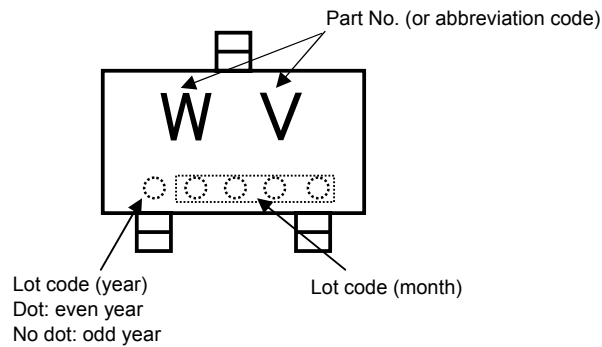 Part No. (or abbreviation code)
W V
Lot code (year)
Dot: even year
No dot: odd year
Lot code (month)